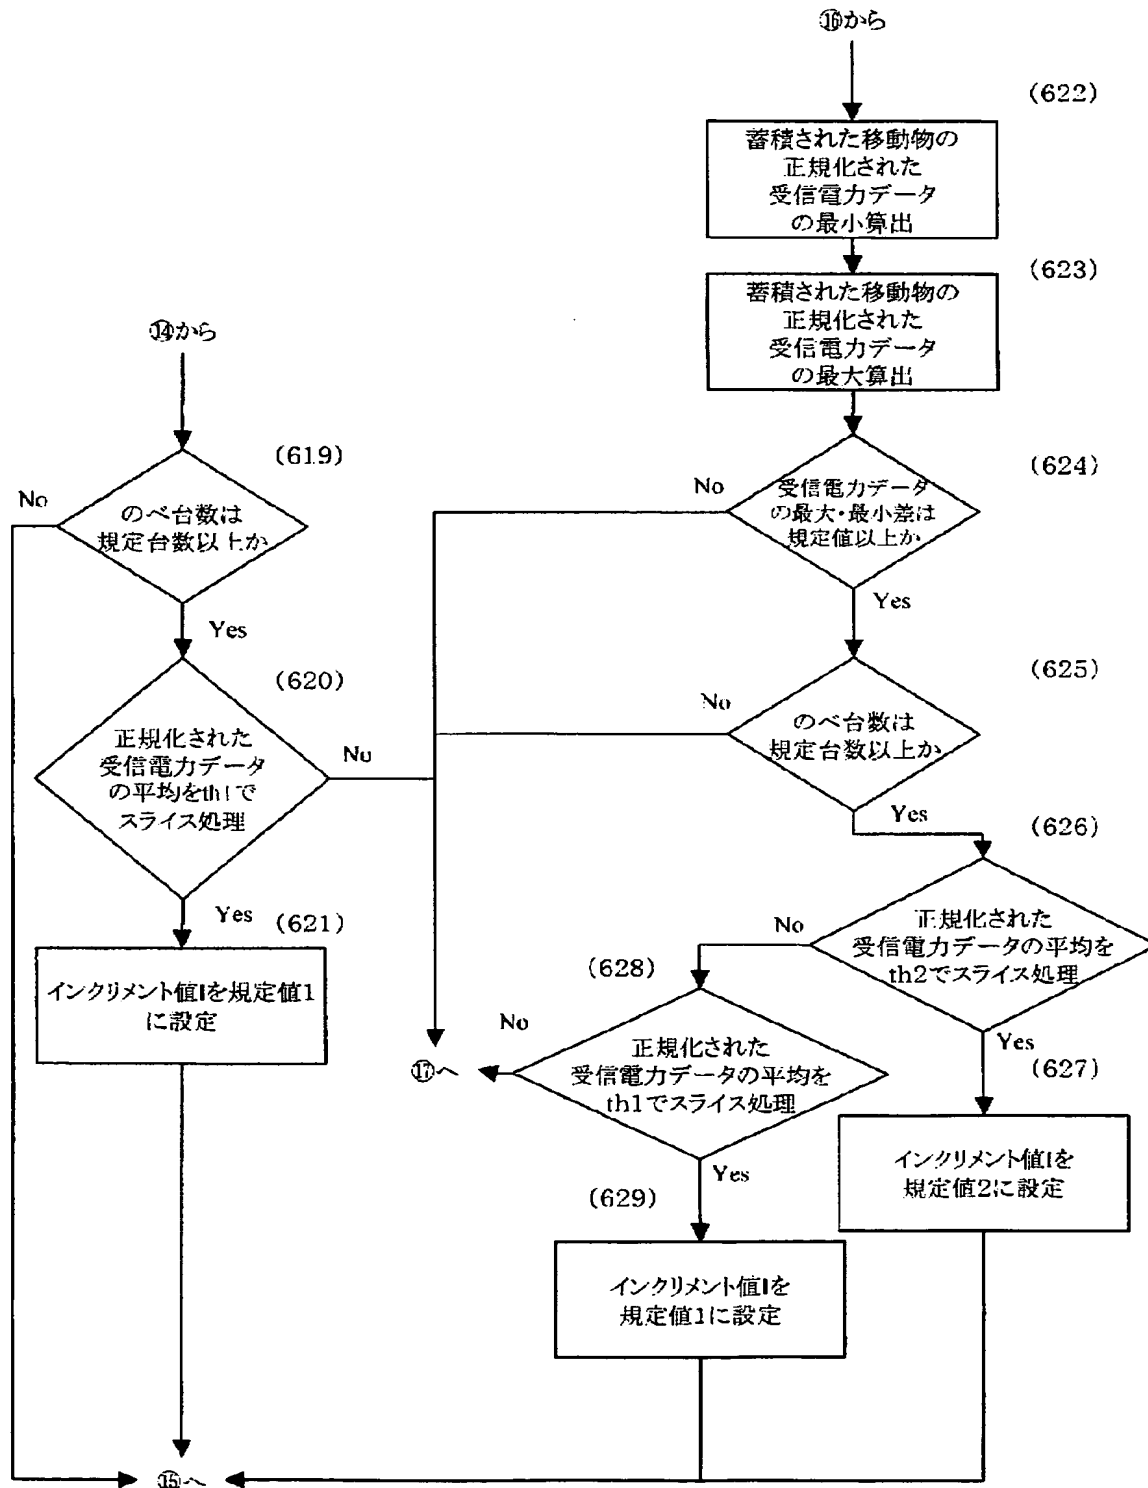 ⑯から
(622)
蓄積された移動物の
正規化された
受信電力データ
の最小算出
(623)
蓄積された移動物の
正規化された
受信電力データ
の最大算出
⑭から
(619)
No
のべ台数は
規定台数以上か
Yes
(620)
正規化された
受信電力データ
の平均をth1で
スライス処理
No
Yes
(621)
インクリメント値Iを規定値1
に設定
(624)
No
受信電力データ
の最大・最小差は
規定値以上か
Yes
(625)
No
のべ台数は
規定台数以上か
Yes
(626)
No
正規化された
受信電力データの平均を
th2でスライス処理
Yes
(627)
インクリメント値Iを
規定値2に設定
(628)
No
正規化された
受信電力データの平均を
th1でスライス処理
⑰へ
Yes
(629)
インクリメント値Iを
規定値1に設定
⑮へ